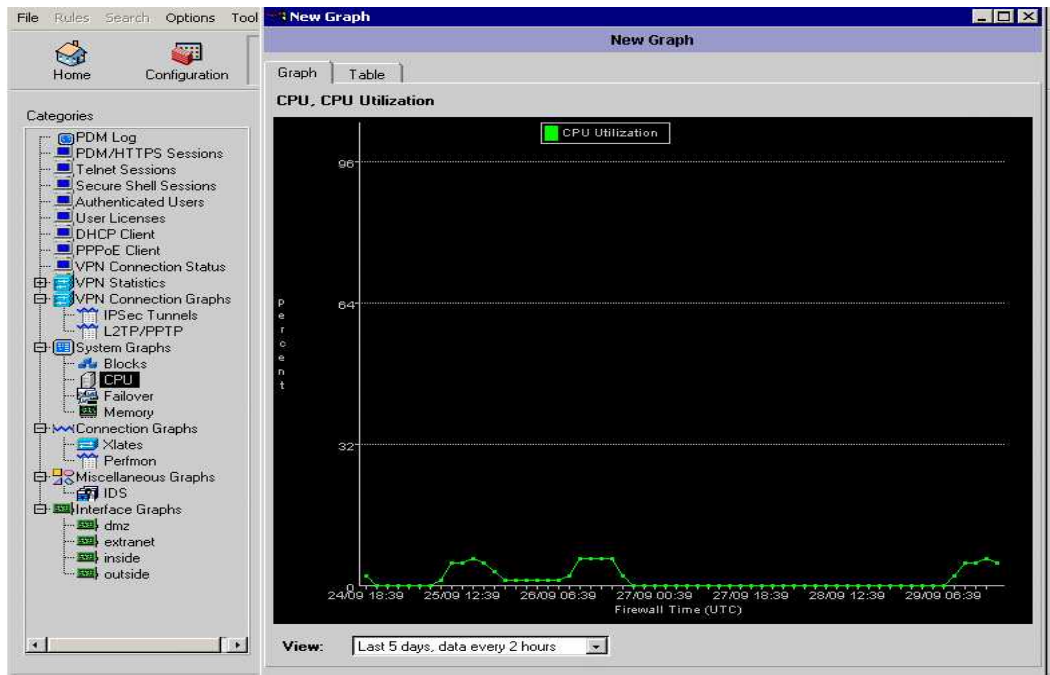 File Rules Search Options Tool
Home Configuration
Categories
PDM Log
PDM/HTTPS Sessions
Telnet Sessions
Secure Shell Sessions
Authenticated Users
User Licenses
DHCP Client
PPPoE Client
VPN Connection Status
VPN Statistics
VPN Connection Graphs
IPSec Tunnels
L2TP/PPTP
System Graphs
Blocks
CPU
Failover
Memory
Connection Graphs
Xlates
Perfmon
Miscellaneous Graphs
IDS
Interface Graphs
dmz
extranet
inside
outside
New Graph
New Graph
Graph Table
CPU, CPU Utilization
CPU Utilization
96
64
32
0
Percent
24/09 18:39 25/09 12:39 26/09 06:39 27/09 00:39 27/09 18:39 28/09 12:39 29/09 06:39
Firewall Time (UTC)
View: Last 5 days, data every 2 hours